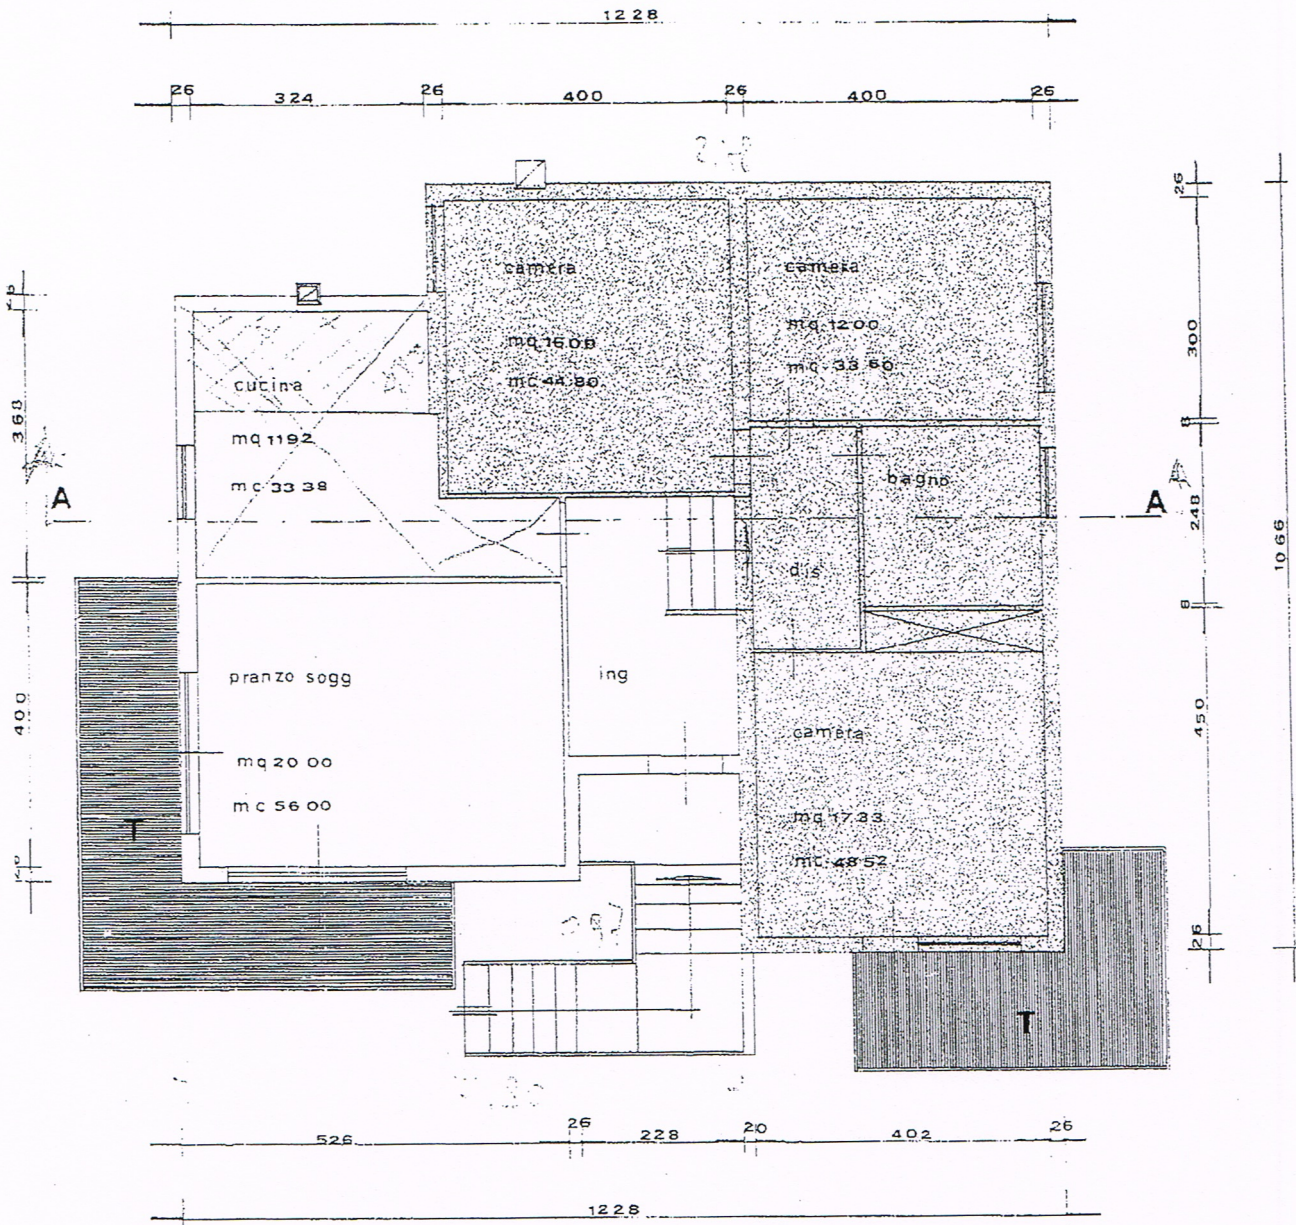 1228
26 324 26 400 26 400 26
camera
mq 16 00
mc 44 80
camera
mq 12 00
mc 33 60
cucina
mq 11 92
mc 33 38
bagno
dis
A
A
pranzo sogg
mq 20 00
mc 56 00
ing
camera
mq 17 33
mc 48 52
T
T
26
368
400
26
26
300
8
248
8
450
26
1066
526 26 228 20 402 26
1228